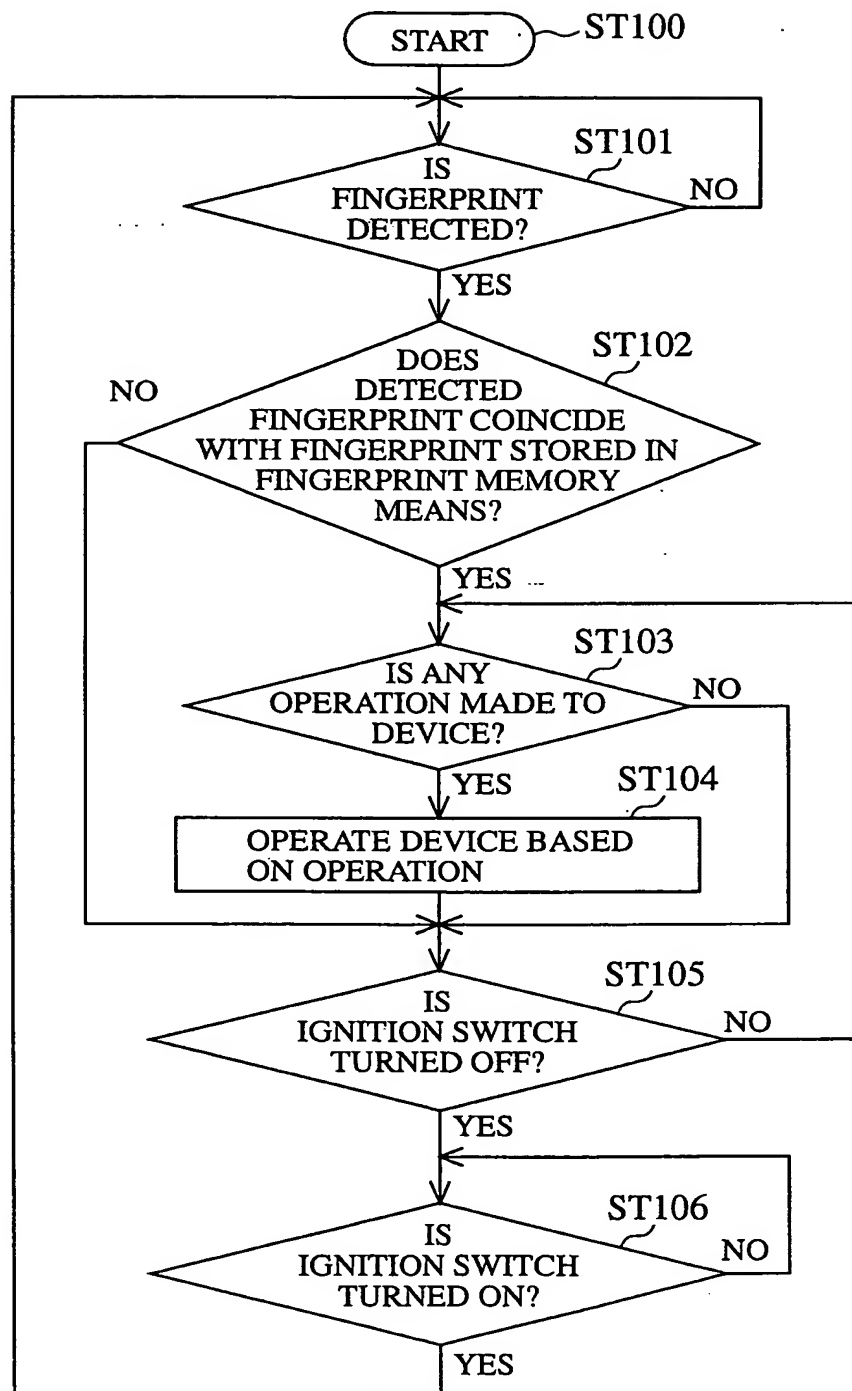 START
ST100
ST101
IS
FINGERPRINT
DETECTED?
NO
YES
ST102
DOES
DETECTED
FINGERPRINT COINCIDE
WITH FINGERPRINT STORED IN
FINGERPRINT MEMORY
MEANS?
NO
YES
ST103
IS ANY
OPERATION MADE TO
DEVICE?
NO
YES
ST104
OPERATE DEVICE BASED
ON OPERATION
ST105
IS
IGNITION SWITCH
TURNED OFF?
NO
YES
ST106
IS
IGNITION SWITCH
TURNED ON?
NO
YES